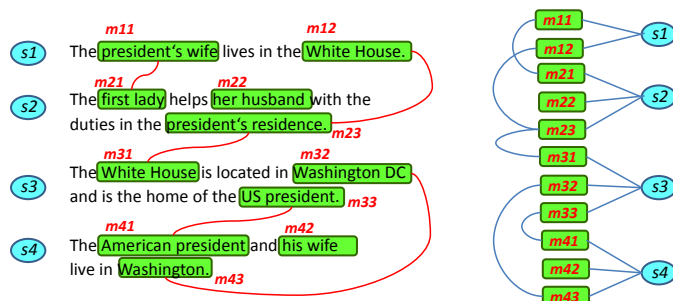 m11 m12
s1 The president's wife lives in the White House.
m21 m22
s2 The first lady helps her husband with the
duties in the president's residence.
m23
m31 m32
s3 The White House is located in Washington DC
and is the home of the US president.
m33
m41 m42
s4 The American president and his wife
live in Washington.
m43
m11
s1
m12
m21
s2
m22
m23
m31
s3
m32
m33
m41
s4
m42
m43